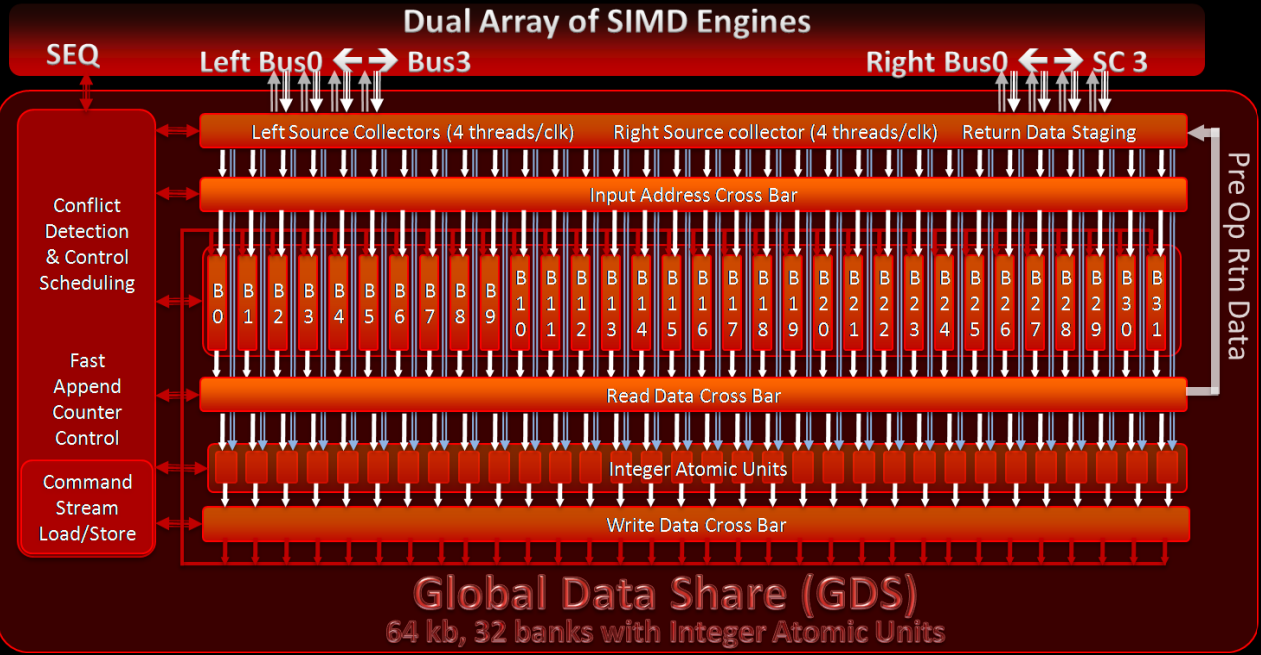 Dual Array of SIMD Engines
SEQ
Left Bus0 ↔ Bus3
Right Bus0 ↔ SC 3
Left Source Collectors (4 threads/clk)
Right Source collector (4 threads/clk)
Return Data Staging
Input Address Cross Bar
Conflict
Detection
& Control
Scheduling
B0
B1
B2
B3
B4
B5
B6
B7
B8
B9
B10
B11
B12
B13
B14
B15
B16
B17
B18
B19
B20
B21
B22
B23
B24
B25
B26
B27
B28
B29
B30
B31
Pre Op Rtn Data
Fast
Append
Counter
Control
Read Data Cross Bar
Integer Atomic Units
Command
Stream
Load/Store
Write Data Cross Bar
Global Data Share (GDS)
64 kb, 32 banks with Integer Atomic Units